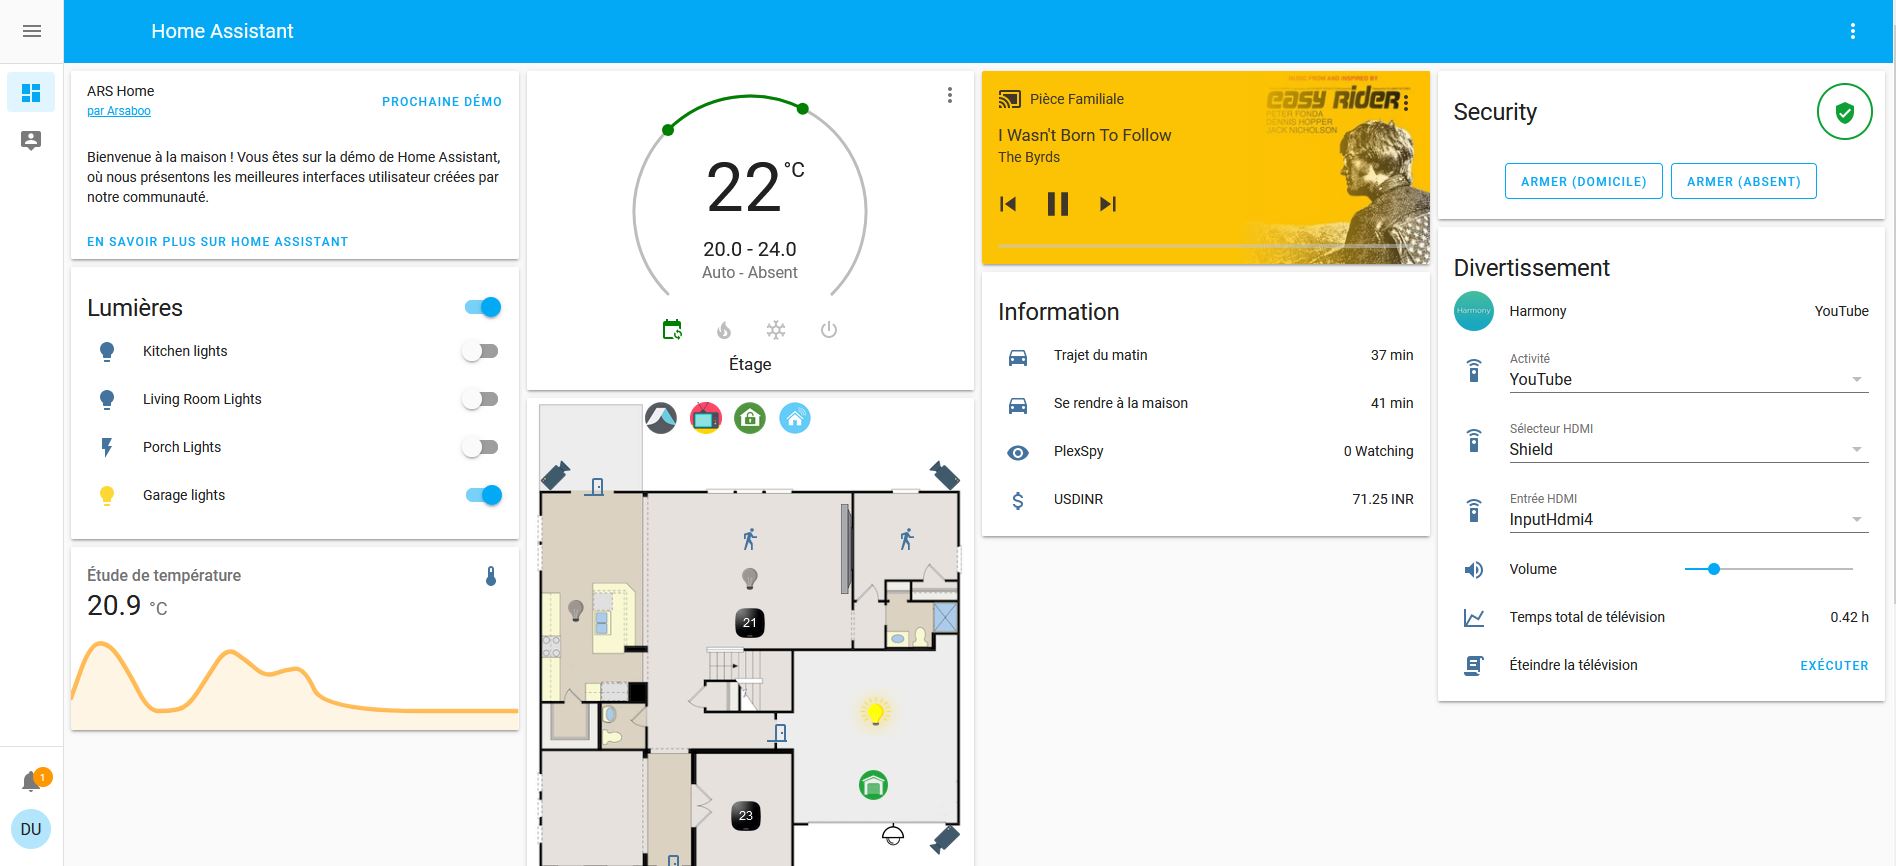 Home Assistant
ARS Home
par Arsaboo
PROCHAINE DÉMO
Bienvenue à la maison ! Vous êtes sur la démo de Home Assistant,
où nous présentons les meilleures interfaces utilisateur créées par
notre communauté.
EN SAVOIR PLUS SUR HOME ASSISTANT
Lumières
Kitchen lights
Living Room Lights
Porch Lights
Garage lights
Étude de température
20.9 °C
22 °C
20.0 - 24.0
Auto - Absent
Étage
21
23
Pièce Familiale
I Wasn't Born To Follow
The Byrds
MUSIC FROM AND INSPIRED BY
easy Rider
PETER FONDA
DENNIS HOPPER
JACK NICHOLSON
Information
Trajet du matin 37 min
Se rendre à la maison 41 min
PlexSpy 0 Watching
USDINR 71.25 INR
Security
ARMER (DOMICILE) ARMER (ABSENT)
Divertissement
Harmony Harmony YouTube
Activité
YouTube
Sélecteur HDMI
Shield
Entrée HDMI
InputHdmi4
Volume
Temps total de télévision 0.42 h
Éteindre la télévision EXÉCUTER
1
DU